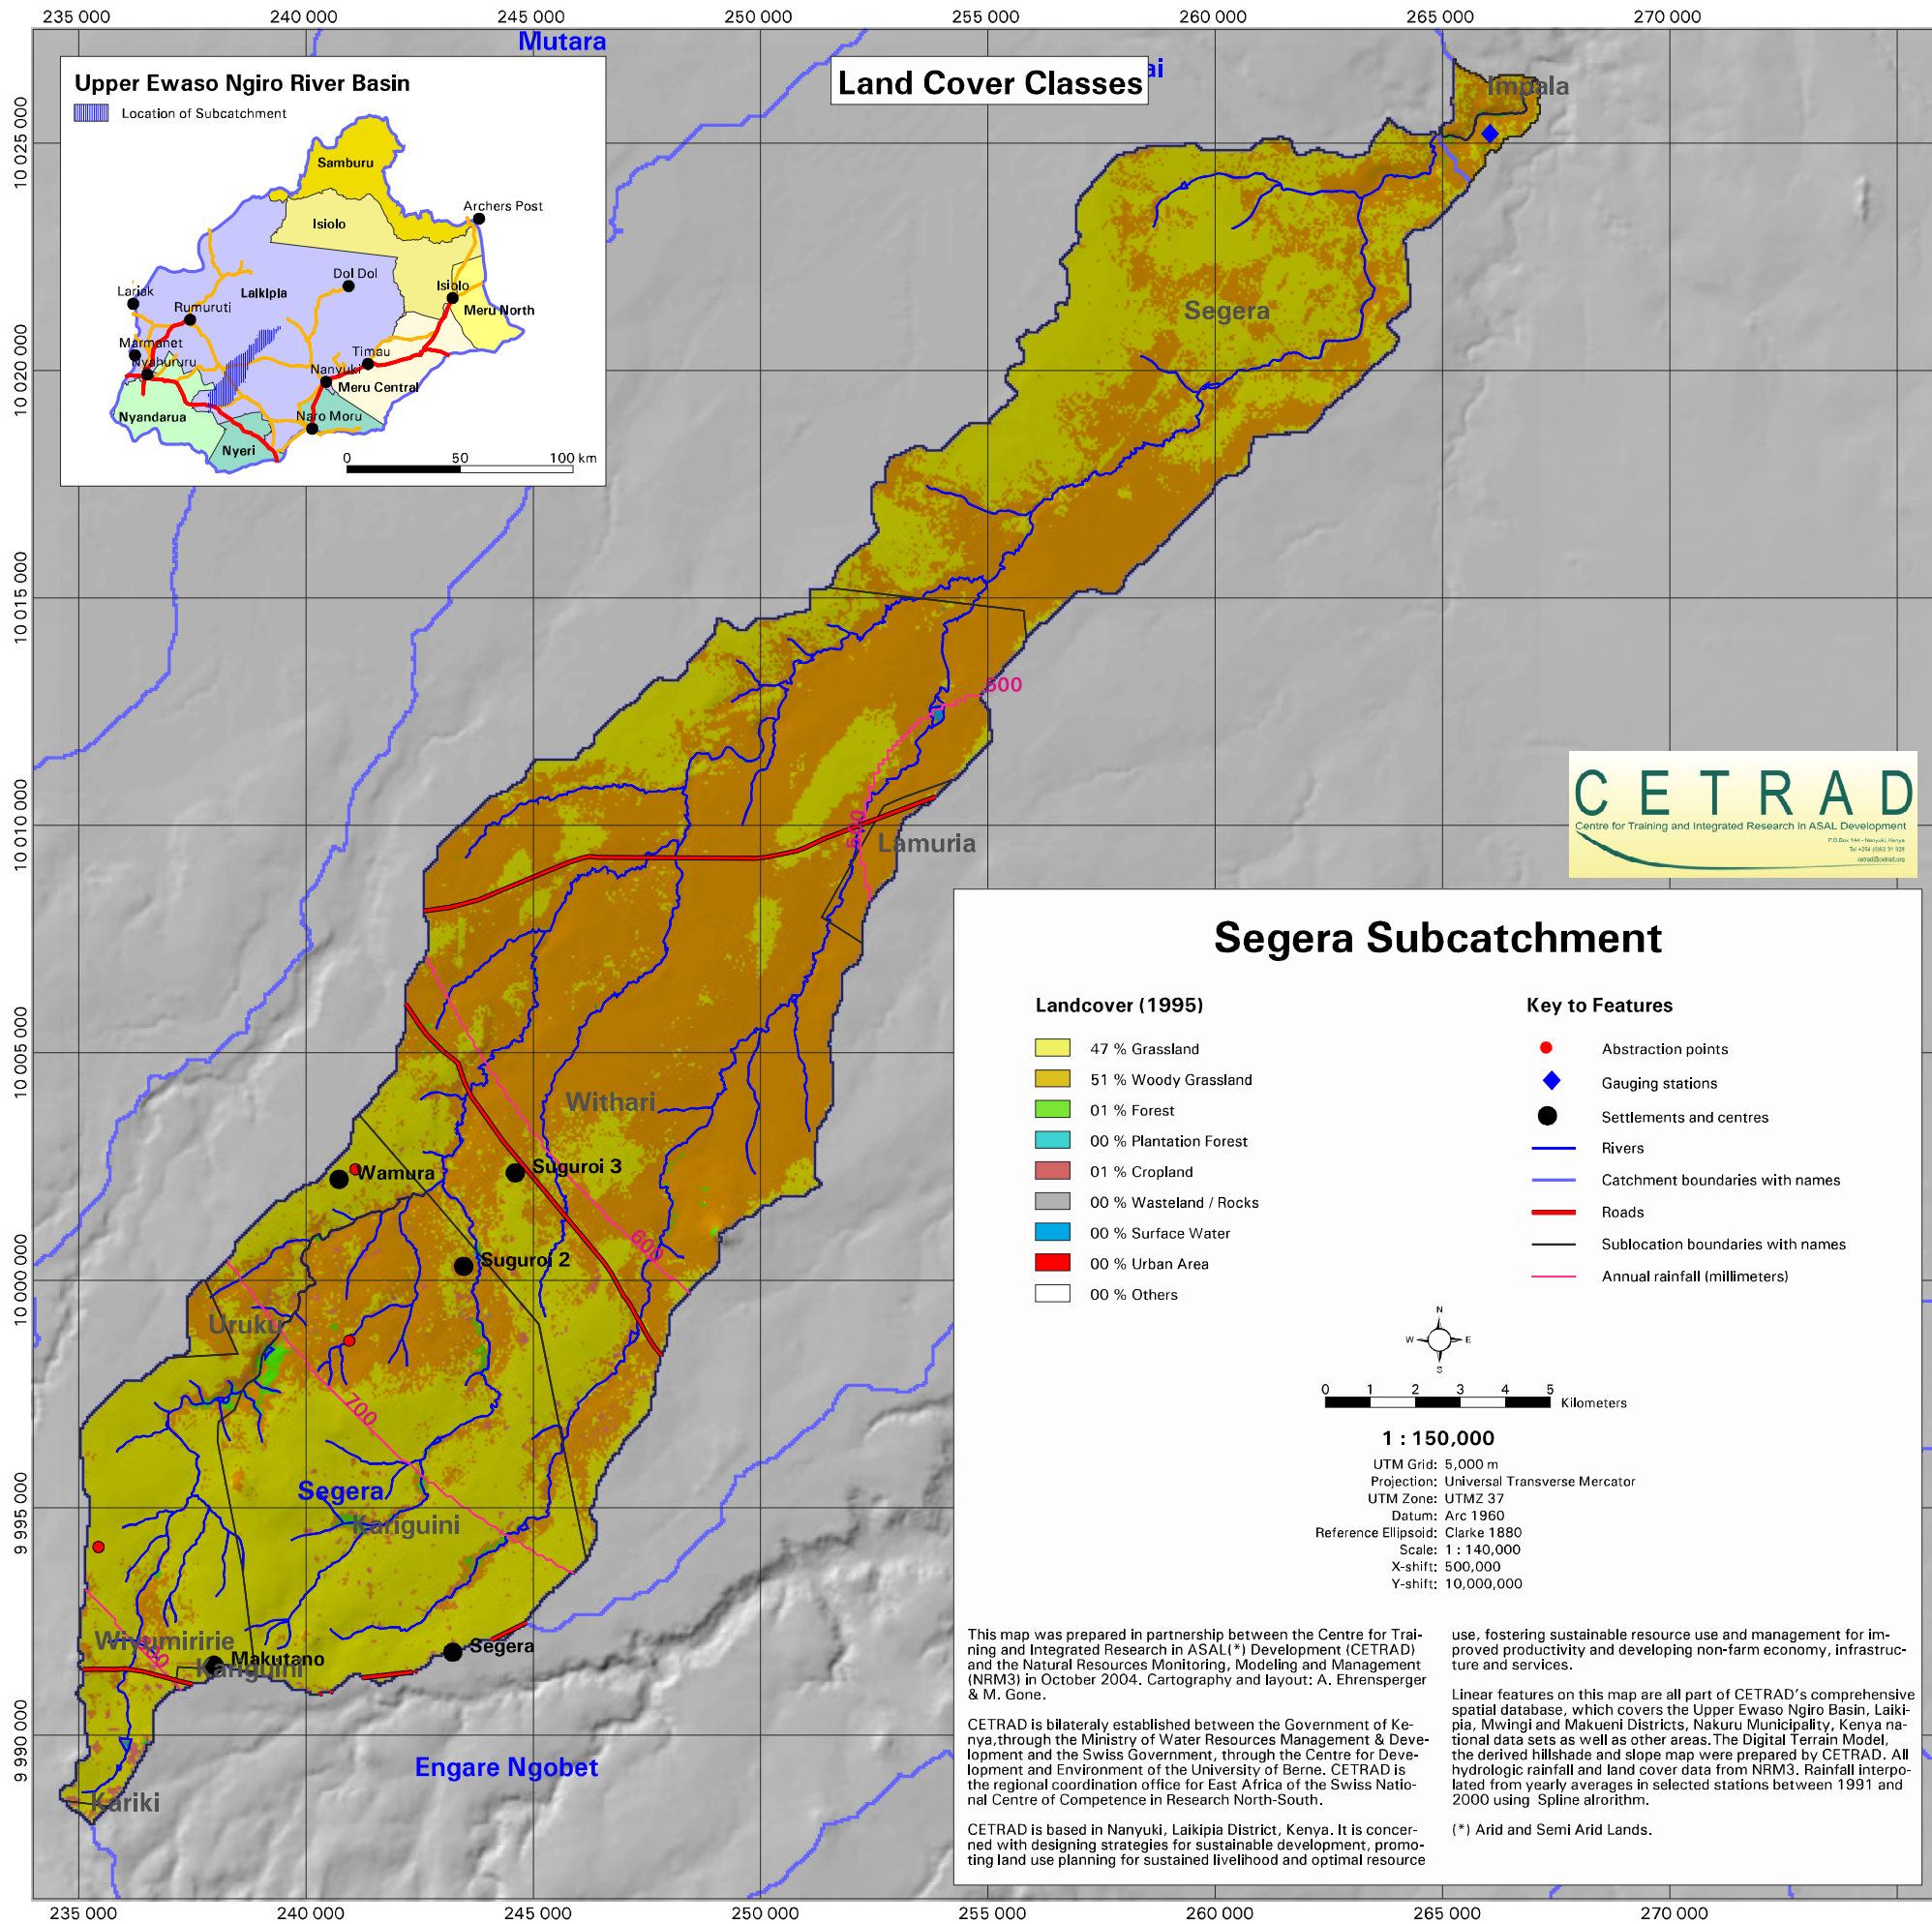 235 000
240 000
245 000
250 000
255 000
260 000
265 000
270 000
Mutara
ai
Land Cover Classes
Impala
Upper Ewaso Ngiro River Basin
Location of Subcatchment
Samburu
Isiolo
Archers Post
Dol Dol
Lariak
Laikipia
Isiolo
Rumuruti
Meru North
Marmanet
Nyahururu
Timau
Nanyuki
Meru Central
Nyandarua
Naro Moru
Nyeri
0 50 100 km
10 025 000
10 020 000
10 015 000
10 010 000
10 005 000
10 000 000
9 995 000
9 990 000
Segera
500
500
Lamuria
Withari
Wamura
Suguroi 3
600
Suguroi 2
Uruku
700
Segera
Kariguini
Wiyumiririe
Makutano
Kariguini
Segera
Kariki
Engare Ngobet
CETRAD
Centre for Training and Integrated Research in ASAL Development
P.O.Box 144 - Nanyuki, Kenya
Tel +254 (0)62 31 328
cetrad@cetrad.org
Segera Subcatchment
Landcover (1995)
47 % Grassland
51 % Woody Grassland
01 % Forest
00 % Plantation Forest
01 % Cropland
00 % Wasteland / Rocks
00 % Surface Water
00 % Urban Area
00 % Others
Key to Features
Abstraction points
Gauging stations
Settlements and centres
Rivers
Catchment boundaries with names
Roads
Sublocation boundaries with names
Annual rainfall (millimeters)
N
W E
S
0 1 2 3 4 5
Kilometers
1 : 150,000
UTM Grid: 5,000 m
Projection: Universal Transverse Mercator
UTM Zone: UTMZ 37
Datum: Arc 1960
Reference Ellipsoid: Clarke 1880
Scale: 1 : 140,000
X-shift: 500,000
Y-shift: 10,000,000
This map was prepared in partnership between the Centre for Trai-
ning and Integrated Research in ASAL(*) Development (CETRAD)
and the Natural Resources Monitoring, Modeling and Management
(NRM3) in October 2004. Cartography and layout: A. Ehrensperger
& M. Gone.
CETRAD is bilateraly established between the Government of Ke-
nya,through the Ministry of Water Resources Management & Deve-
lopment and the Swiss Government, through the Centre for Deve-
lopment and Environment of the University of Berne. CETRAD is
the regional coordination office for East Africa of the Swiss Natio-
nal Centre of Competence in Research North-South.
CETRAD is based in Nanyuki, Laikipia District, Kenya. It is concer-
ned with designing strategies for sustainable development, promo-
ting land use planning for sustained livelihood and optimal resource
use, fostering sustainable resource use and management for im-
proved productivity and developing non-farm economy, infrastruc-
ture and services.
Linear features on this map are all part of CETRAD's comprehensive
spatial database, which covers the Upper Ewaso Ngiro Basin, Laiki-
pia, Mwingi and Makueni Districts, Nakuru Municipality, Kenya na-
tional data sets as well as other areas. The Digital Terrain Model,
the derived hillshade and slope map were prepared by CETRAD. All
hydrologic rainfall and land cover data from NRM3. Rainfall interpo-
lated from yearly averages in selected stations between 1991 and
2000 using Spline alrorithm.
(*) Arid and Semi Arid Lands.
235 000
240 000
245 000
250 000
255 000
260 000
265 000
270 000